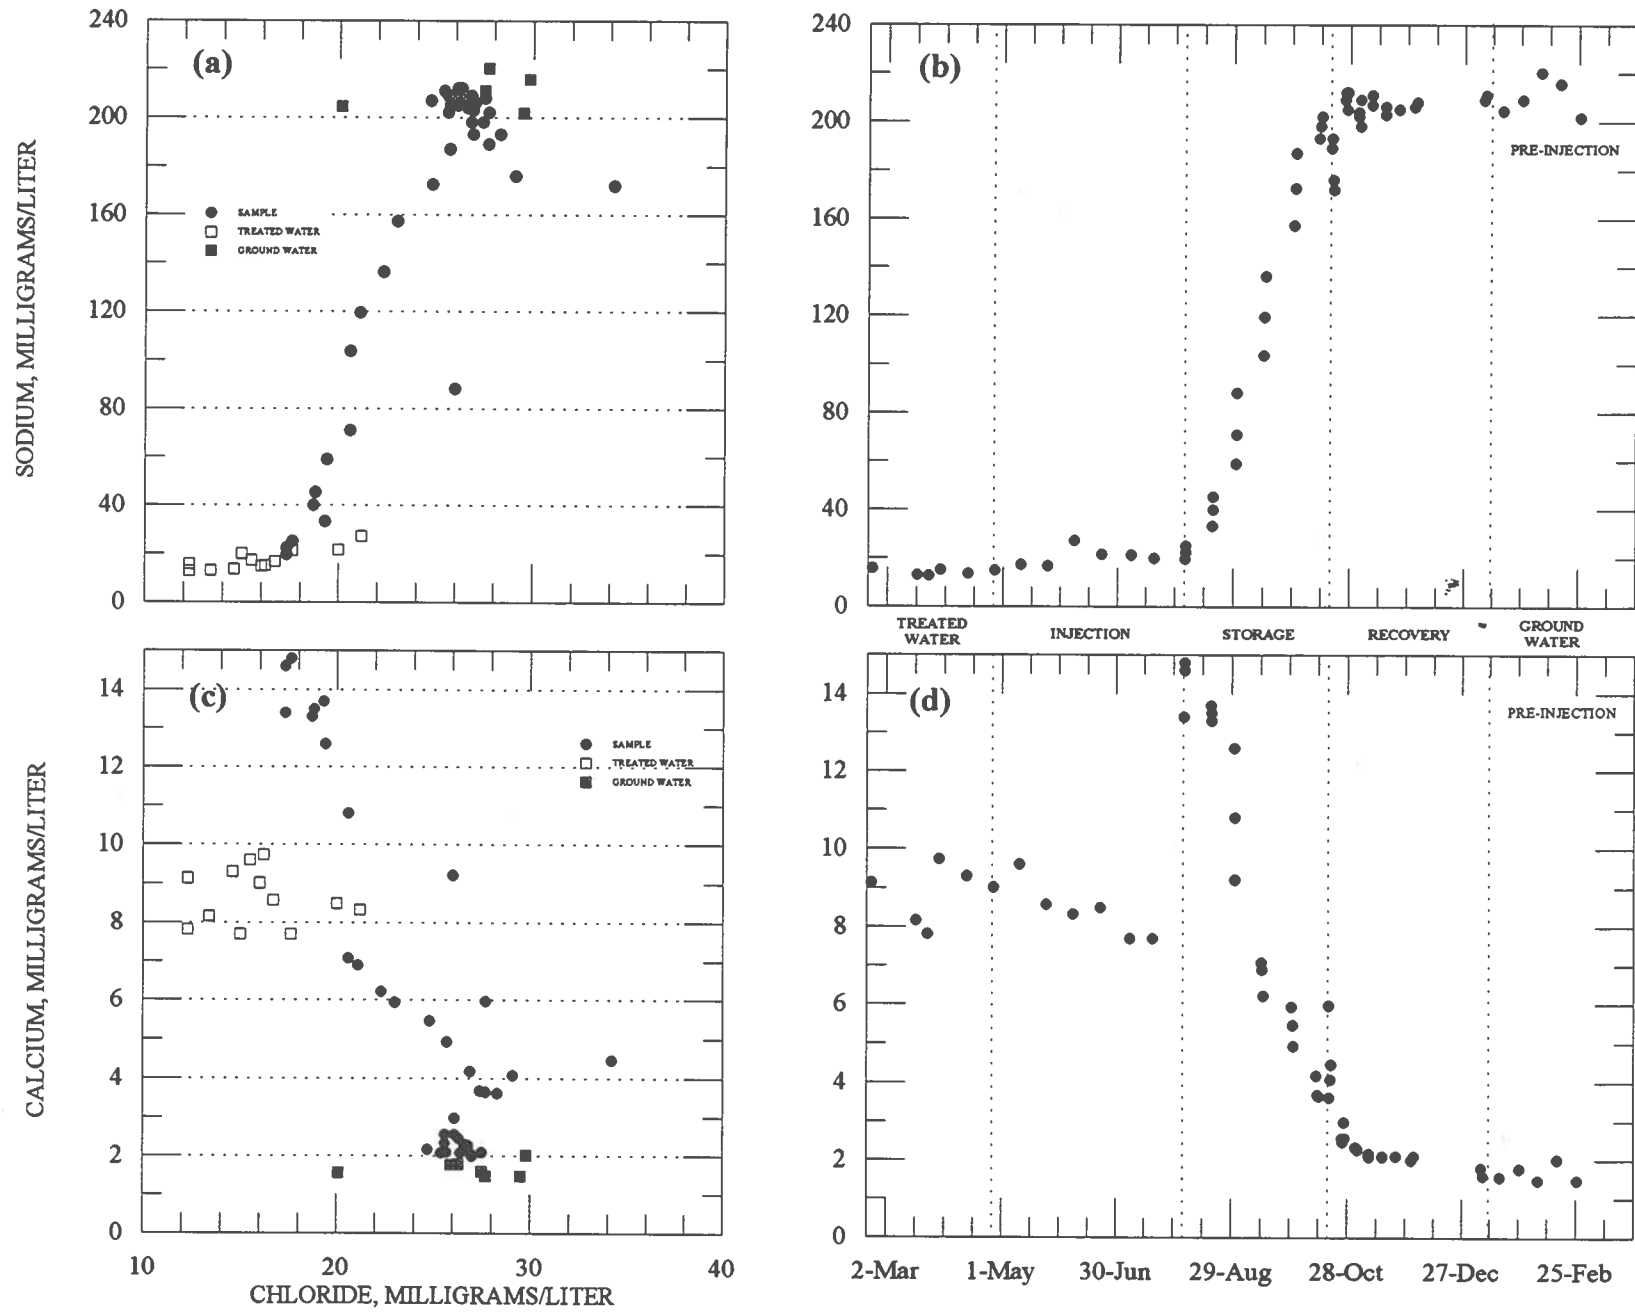 240
200
160
120
80
40
0
SODIUM, MILLIGRAMS/LITER
(a)
SAMPLE
TREATED WATER
GROUND WATER
240
200
160
120
80
40
0
(b)
PRE-INJECTION
TREATED
WATER
INJECTION
STORAGE
RECOVERY
GROUND
WATER
14
12
10
8
6
4
2
0
CALCIUM, MILLIGRAMS/LITER
(c)
SAMPLE
TREATED WATER
GROUND WATER
10 20 30 40
CHLORIDE, MILLIGRAMS/LITER
14
12
10
8
6
4
2
0
(d)
PRE-INJECTION
2-Mar 1-May 30-Jun 29-Aug 28-Oct 27-Dec 25-Feb